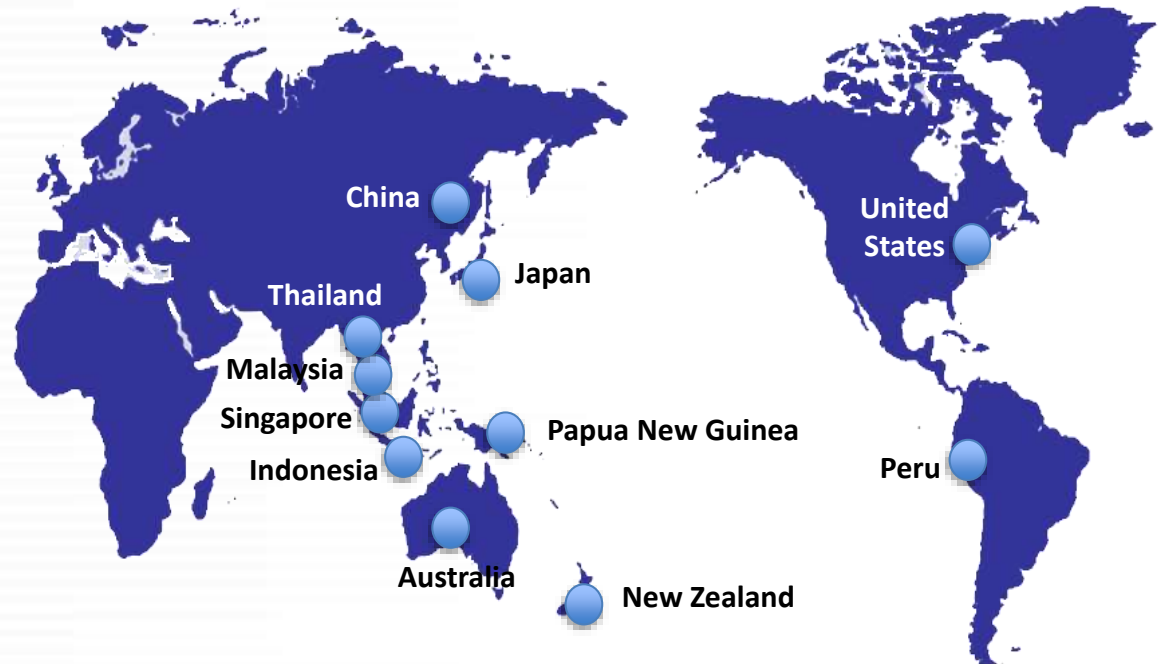 China
United
States
Japan
Thailand
Malaysia
Singapore
Papua New Guinea
Indonesia
Peru
Australia
New Zealand